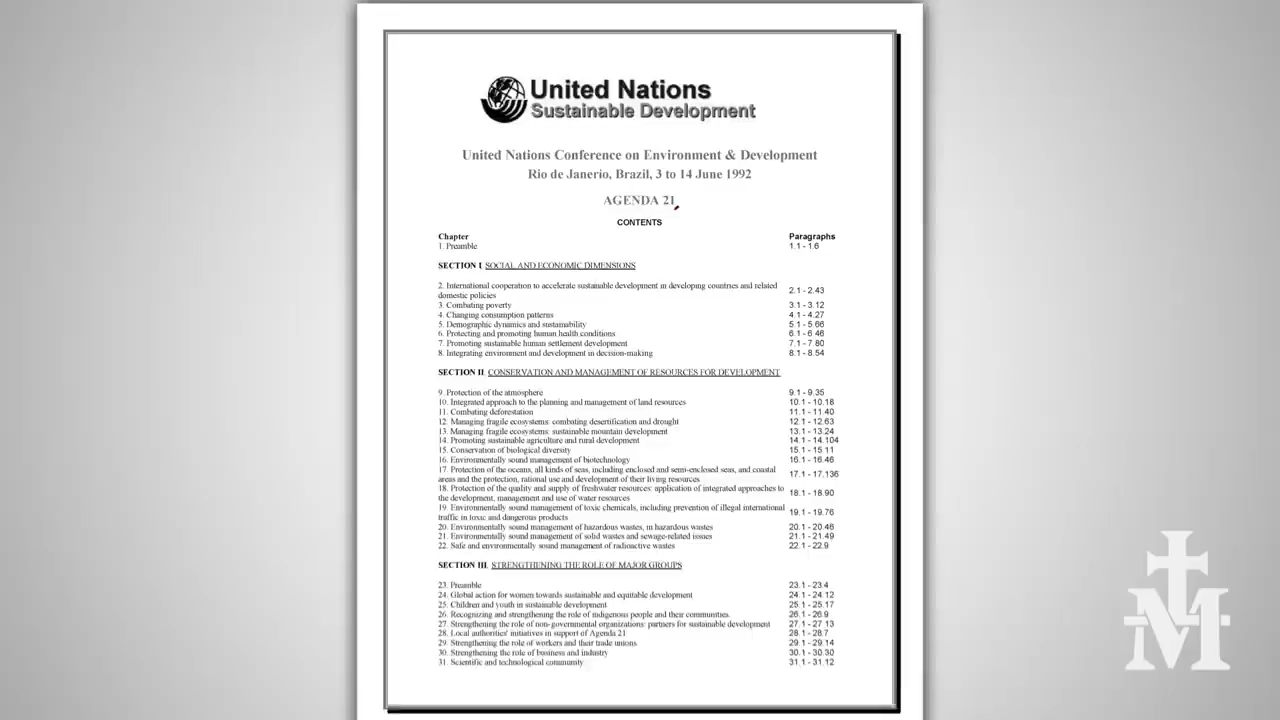 United Nations
Sustainable Development
United Nations Conference on Environment & Development
Rio de Janerio, Brazil, 3 to 14 June 1992
AGENDA 21
CONTENTS
Chapter Paragraphs
1. Preamble 1.1 - 1.6
SECTION I. SOCIAL AND ECONOMIC DIMENSIONS
2. International cooperation to accelerate sustainable development in developing countries and related
domestic policies 2.1 - 2.43
3. Combating poverty 3.1 - 3.12
4. Changing consumption patterns 4.1 - 4.27
5. Demographic dynamics and sustainability 5.1 - 5.66
6. Protecting and promoting human health conditions 6.1 - 6.46
7. Promoting sustainable human settlement development 7.1 - 7.80
8. Integrating environment and development in decision-making 8.1 - 8.54
SECTION II. CONSERVATION AND MANAGEMENT OF RESOURCES FOR DEVELOPMENT
9. Protection of the atmosphere 9.1 - 9.35
10. Integrated approach to the planning and management of land resources 10.1 - 10.18
11. Combating deforestation 11.1 - 11.40
12. Managing fragile ecosystems: combating desertification and drought 12.1 - 12.63
13. Managing fragile ecosystems: sustainable mountain development 13.1 - 13.24
14. Promoting sustainable agriculture and rural development 14.1 - 14.104
15. Conservation of biological diversity 15.1 - 15.11
16. Environmentally sound management of biotechnology 16.1 - 16.46
17. Protection of the oceans, all kinds of seas, including enclosed and semi-enclosed seas, and coastal
areas and the protection, rational use and development of their living resources 17.1 - 17.136
18. Protection of the quality and supply of freshwater resources: application of integrated approaches to
the development, management and use of water resources 18.1 - 18.90
19. Environmentally sound management of toxic chemicals, including prevention of illegal international
traffic in toxic and dangerous products 19.1 - 19.76
20. Environmentally sound management of hazardous wastes, in hazardous wastes 20.1 - 20.46
21. Environmentally sound management of solid wastes and sewage-related issues 21.1 - 21.49
22. Safe and environmentally sound management of radioactive wastes 22.1 - 22.9
SECTION III. STRENGTHENING THE ROLE OF MAJOR GROUPS
23. Preamble 23.1 - 23.4
24. Global action for women towards sustainable and equitable development 24.1 - 24.12
25. Children and youth in sustainable development 25.1 - 25.17
26. Recognizing and strengthening the role of indigenous people and their communities. 26.1 - 26.9
27. Strengthening the role of non-governmental organizations: partners for sustainable development 27.1 - 27.13
28. Local authorities' initiatives in support of Agenda 21 28.1 - 28.7
29. Strengthening the role of workers and their trade unions 29.1 - 29.14
30. Strengthening the role of business and industry 30.1 - 30.30
31. Scientific and technological community 31.1 - 31.12
M